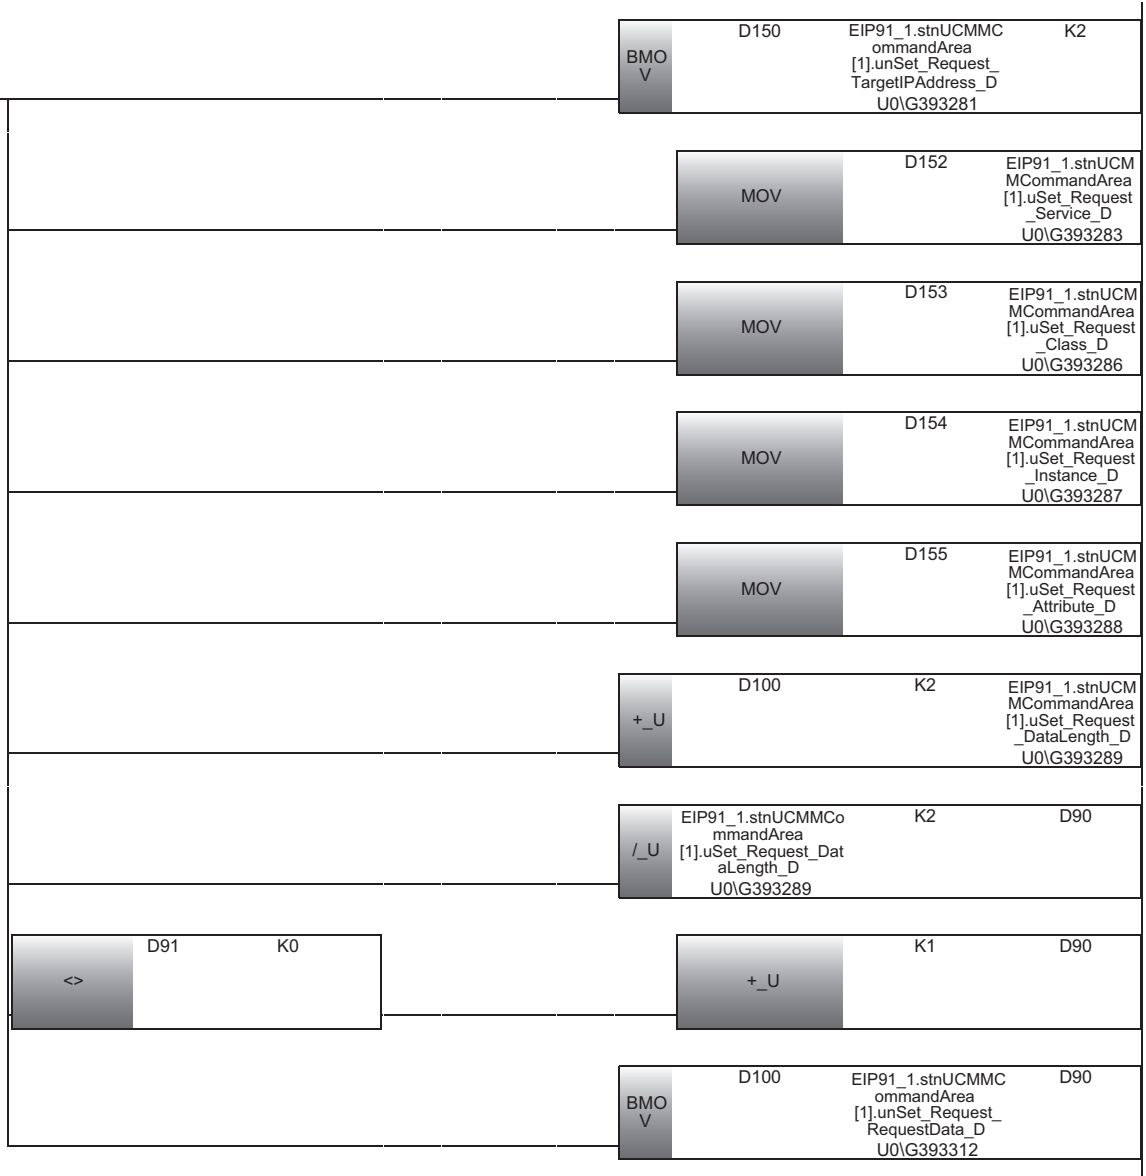 BMO
V
D150
EIP91_1.stnUCMMC
ommandArea
[1].unSet_Request_
TargetIPAddress_D
U0\G393281
K2
MOV
D152
EIP91_1.stnUCM
MCommandArea
[1].uSet_Request
_Service_D
U0\G393283
MOV
D153
EIP91_1.stnUCM
MCommandArea
[1].uSet_Request
_Class_D
U0\G393286
MOV
D154
EIP91_1.stnUCM
MCommandArea
[1].uSet_Request
_Instance_D
U0\G393287
MOV
D155
EIP91_1.stnUCM
MCommandArea
[1].uSet_Request
_Attribute_D
U0\G393288
+_U
D100
K2
EIP91_1.stnUCM
MCommandArea
[1].uSet_Request
_DataLength_D
U0\G393289
/_U
EIP91_1.stnUCMMCo
mmandArea
[1].uSet_Request_Dat
aLength_D
U0\G393289
K2
D90
<>
D91
K0
+_U
K1
D90
BMO
V
D100
EIP91_1.stnUCMMC
ommandArea
[1].unSet_Request_
RequestData_D
U0\G393312
D90